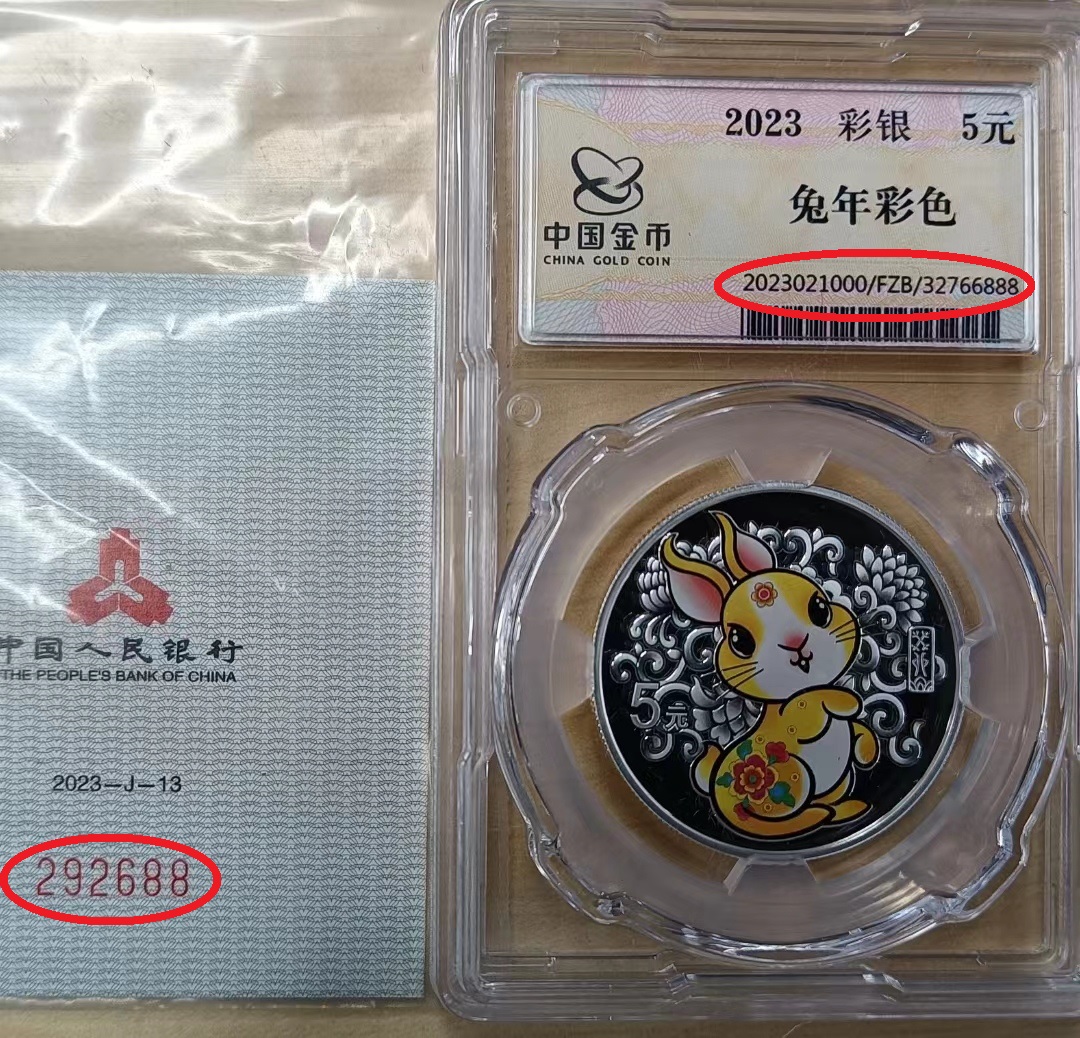 中国人民银行
THE PEOPLE'S BANK OF CHINA
2023-J-13
292688
2023 彩银 5元
兔年彩色
中国金币
CHINA GOLD COIN
2023021000/FZB/32766888
5元